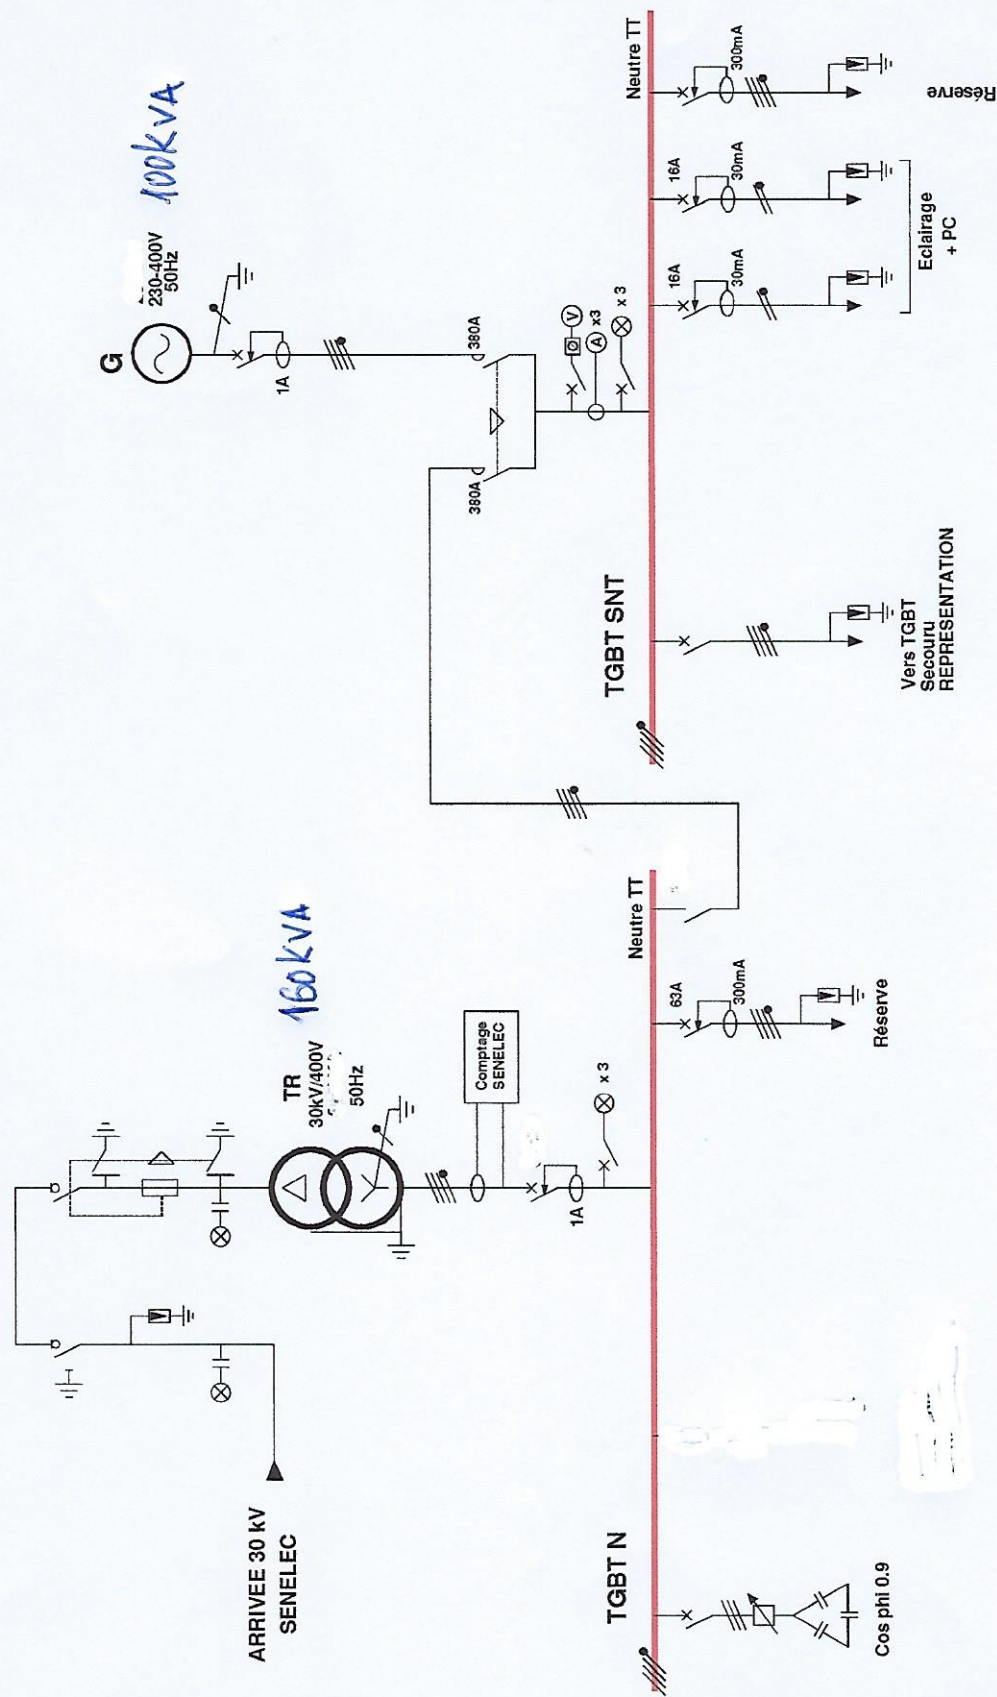 ARRIVEE 30 kV
SENELEC
TR
30kV/400V
50Hz
160KVA
Comptage
SENELEC
1A
x 3
TGBT N
Neutre TT
Cos phi 0.9
63A
300mA
Réserve
G
230-400V
50Hz
100KVA
1A
380A
380A
V
Ø
A
x3
x 3
TGBT SNT
Neutre TT
Vers TGBT
Secouru
REPRESENTATION
16A
30mA
16A
30mA
Eclairage
+ PC
300mA
Réserve